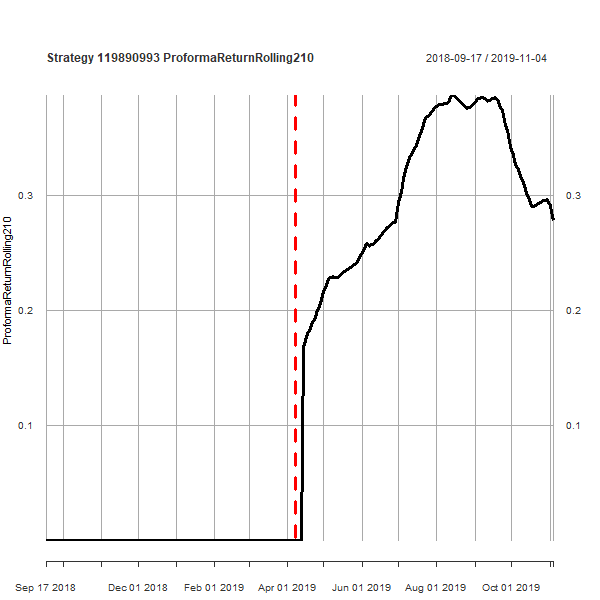 Strategy 119890993 ProformaReturnRolling210
2018-09-17 / 2019-11-04
ProformaReturnRolling210
0.3
0.3
0.2
0.2
0.1
0.1
Sep 17 2018
Dec 01 2018
Feb 01 2019
Apr 01 2019
Jun 01 2019
Aug 01 2019
Oct 01 2019